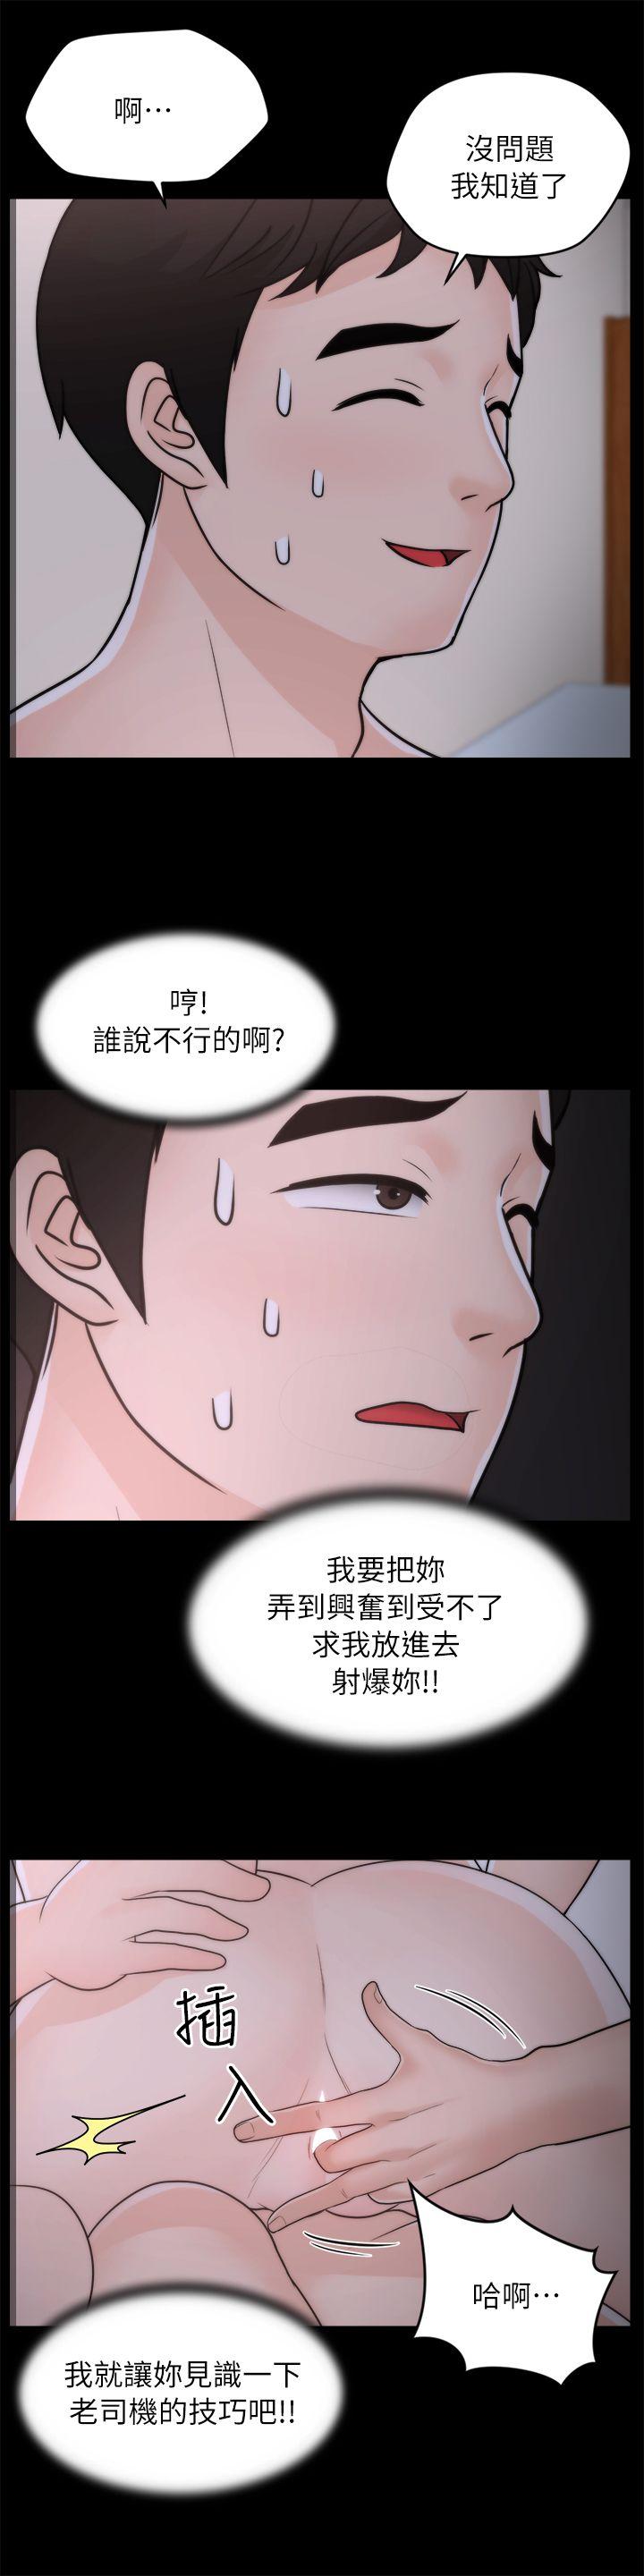 啊…
沒問題
我知道了
哼!
誰說不行的啊?
我要把妳
弄到興奮到受不了
求我放進去
射爆妳!!
插
入
哈啊…
我就讓妳見識一下
老司機的技巧吧!!